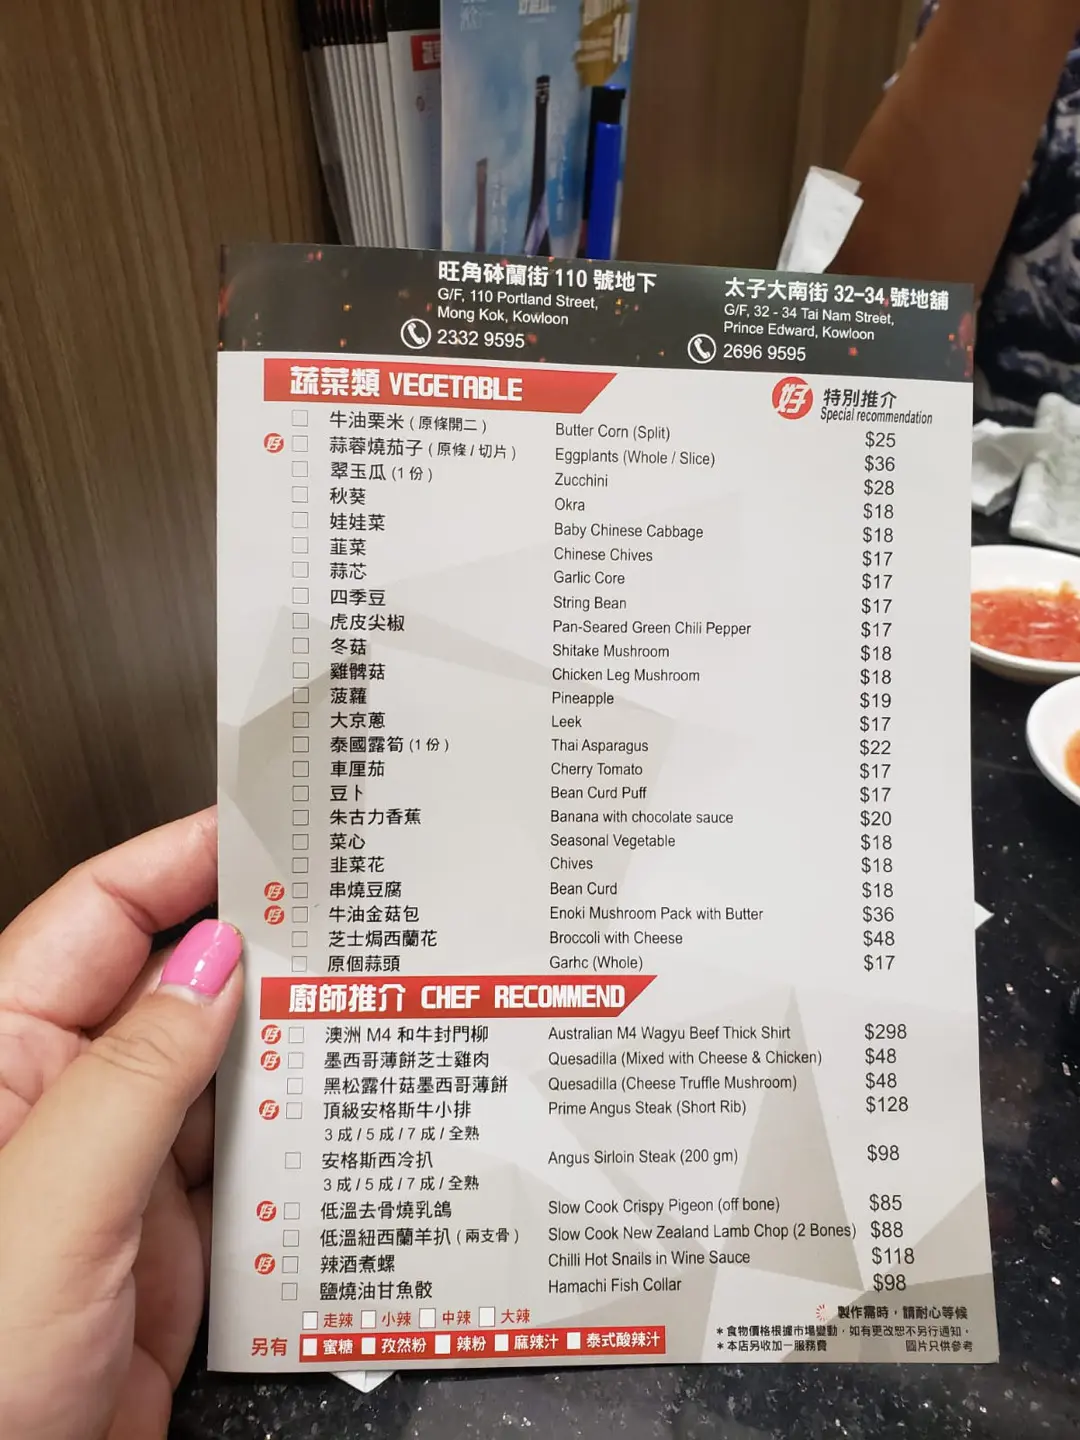 旺角砵蘭街 110 號地下
G/F, 110 Portland Street,
Mong Kok, Kowloon
2332 9595
太子大南街 32-34 號地舖
G/F, 32 - 34 Tai Nam Street,
Prince Edward, Kowloon
2696 9595
蔬菜類 VEGETABLE
好 特別推介
Special recommendation
牛油粟米 (原條開二) Butter Corn (Split) $25
好 蒜蓉燒茄子 (原條 / 切片) Eggplants (Whole / Slice) $36
翠玉瓜 (1 份) Zucchini $28
秋葵 Okra $18
娃娃菜 Baby Chinese Cabbage $18
韮菜 Chinese Chives $17
蒜芯 Garlic Core $17
四季豆 String Bean $17
虎皮尖椒 Pan-Seared Green Chili Pepper $17
冬菇 Shitake Mushroom $18
雞髀菇 Chicken Leg Mushroom $18
菠蘿 Pineapple $19
大京蔥 Leek $17
泰國露筍 (1 份) Thai Asparagus $22
車厘茄 Cherry Tomato $17
豆卜 Bean Curd Puff $17
朱古力香蕉 Banana with chocolate sauce $20
菜心 Seasonal Vegetable $18
韭菜花 Chives $18
好 串燒豆腐 Bean Curd $18
好 牛油金菇包 Enoki Mushroom Pack with Butter $36
芝士焗西蘭花 Broccoli with Cheese $48
原個蒜頭 Garhc (Whole) $17
廚師推介 CHEF RECOMMEND
好 澳洲 M4 和牛封門柳 Australian M4 Wagyu Beef Thick Shirt $298
好 墨西哥薄餅芝士雞肉 Quesadilla (Mixed with Cheese & Chicken) $48
黑松露什菇墨西哥薄餅 Quesadilla (Cheese Truffle Mushroom) $48
好 頂級安格斯牛小排 Prime Angus Steak (Short Rib) $128
3 成 / 5 成 / 7 成 / 全熟
安格斯西冷扒 Angus Sirloin Steak (200 gm) $98
3 成 / 5 成 / 7 成 / 全熟
好 低溫去骨燒乳鴿 Slow Cook Crispy Pigeon (off bone) $85
低溫紐西蘭羊扒 (兩支骨) Slow Cook New Zealand Lamb Chop (2 Bones) $88
好 辣酒煮螺 Chilli Hot Snails in Wine Sauce $118
鹽燒油甘魚骹 Hamachi Fish Collar $98
走辣 小辣 中辣 大辣
另有 蜜糖 孜然粉 辣粉 麻辣汁 泰式酸辣汁
製作需時，請耐心等候
* 食物價格根據市場變動，如有更改恕不另行通知。
* 本店另收加一服務費 圖片只供參考